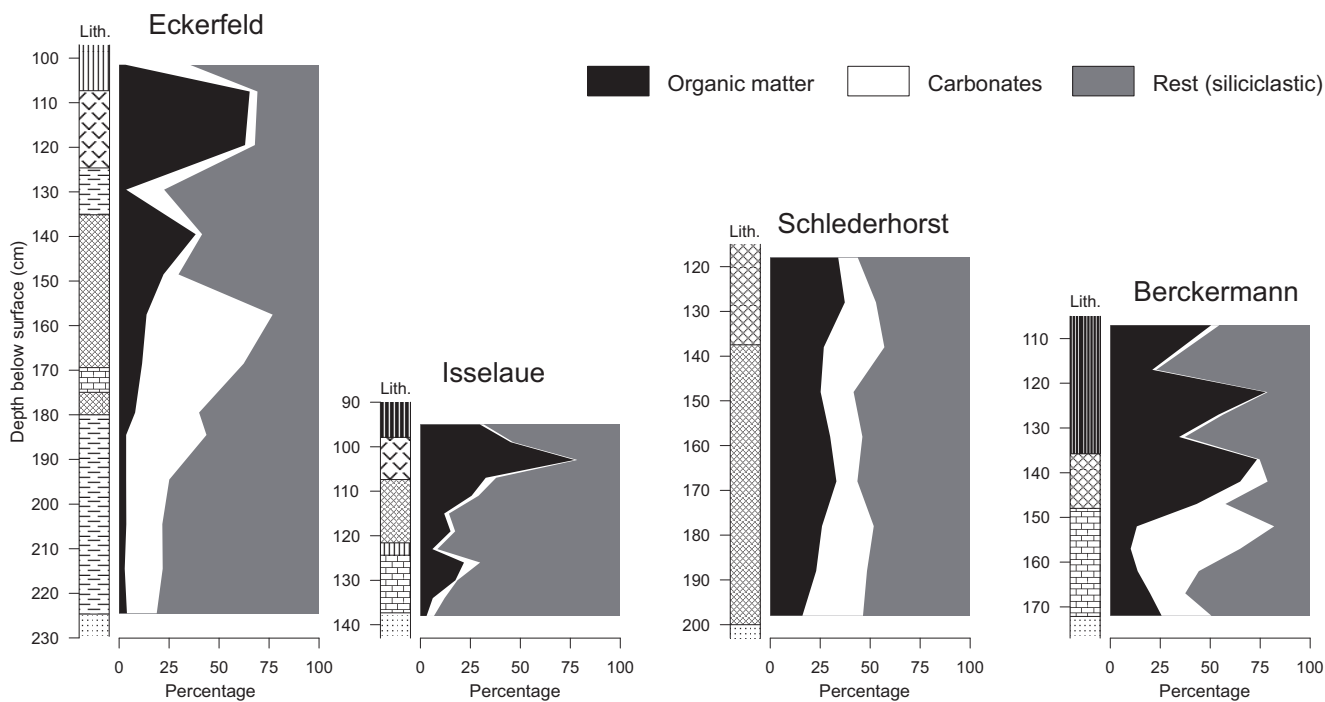 Eckerfeld
Lith.
Organic matter
Carbonates
Rest (siliciclastic)
Depth below surface (cm)
100
110
120
130
140
150
160
170
180
190
200
210
220
230
0 25 50 75 100
Percentage
Isselaue
Lith.
90
100
110
120
130
140
0 25 50 75 100
Percentage
Schlederhorst
Lith.
120
130
140
150
160
170
180
190
200
0 25 50 75 100
Percentage
Berckermann
Lith.
110
120
130
140
150
160
170
0 25 50 75 100
Percentage